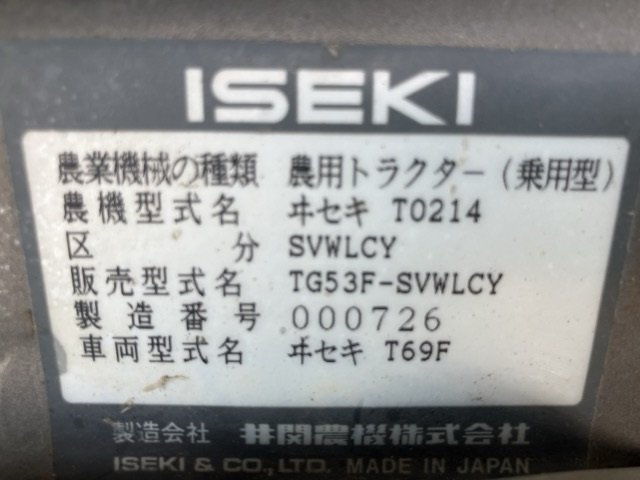 ISEKI
農業機械の種類 農用トラクター(乗用型)
農機型式名 ヰセキ T0214
区分 SVWLCY
販売型式名 TG53F-SVWLCY
製造番号 000726
車両型式名 ヰセキ T69F
製造会社 井関農機株式会社
ISEKI & CO., LTD. MADE IN JAPAN